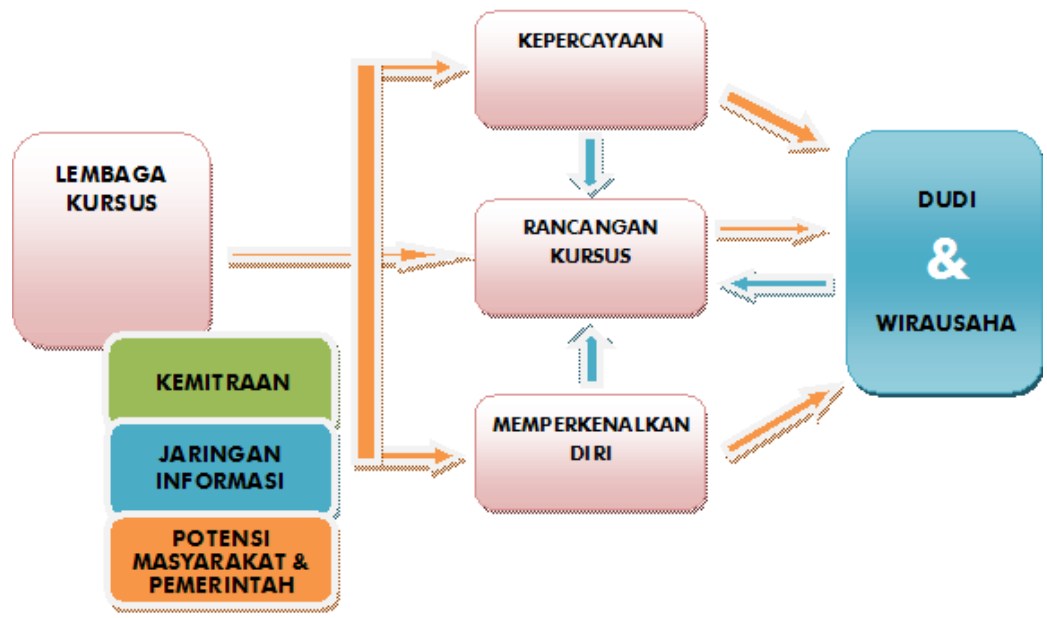 LEMBAGA
KURSUS
KEMITRAAN
JARINGAN
INFORMASI
POTENSI
MASYARAKAT &
PEMERINTAH
KEPERCAYAAN
RANCANGAN
KURSUS
MEMPERKENALKAN
DIRI
DUDI
&
WIRAUSAHA